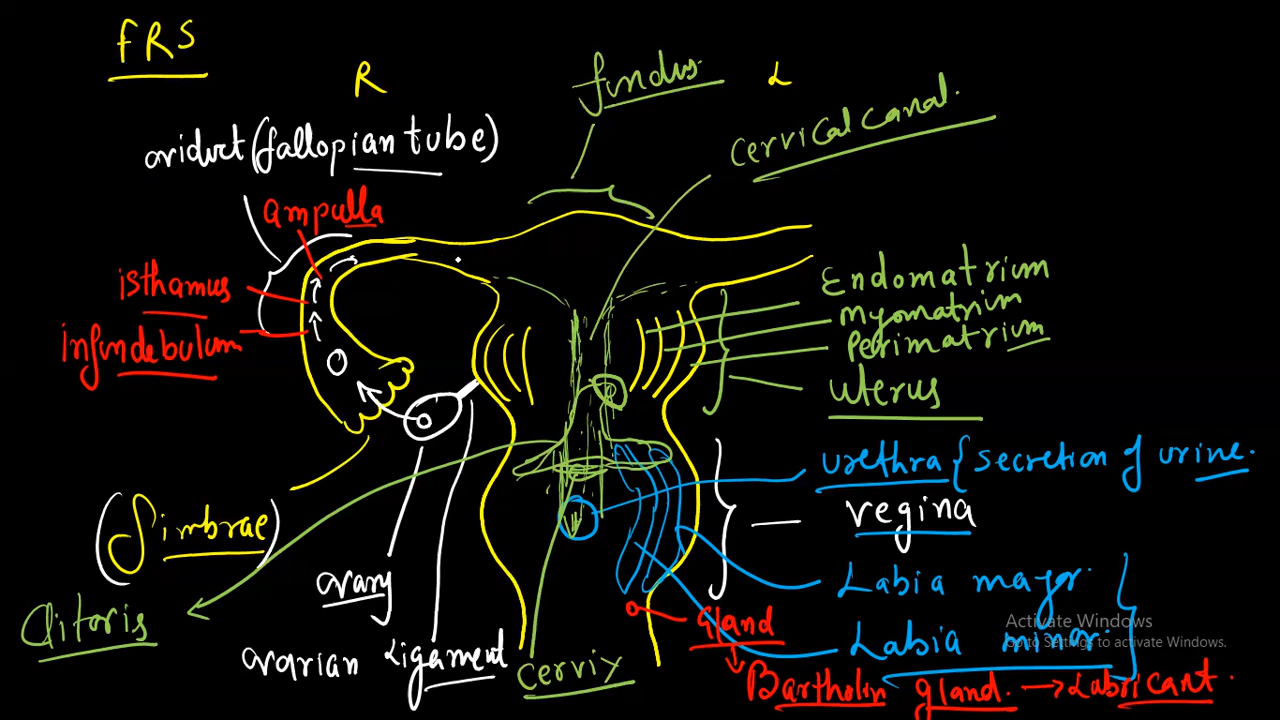 FRS
R
fundus
L
cervical canal.
oviduct (fallopian tube)
ampulla
isthamus
infundebulum
Endomatrium
myomatrium
Perimatrium
uterus
urethra { secretion of urine.
vegina
(fimbrae)
Clitoris
ovary
ovarian Ligament
Cervix
Labia major
Labia minor
Gland
Bartholin gland. → Labricant.
Activate Windows
Go to Settings to activate Windows.